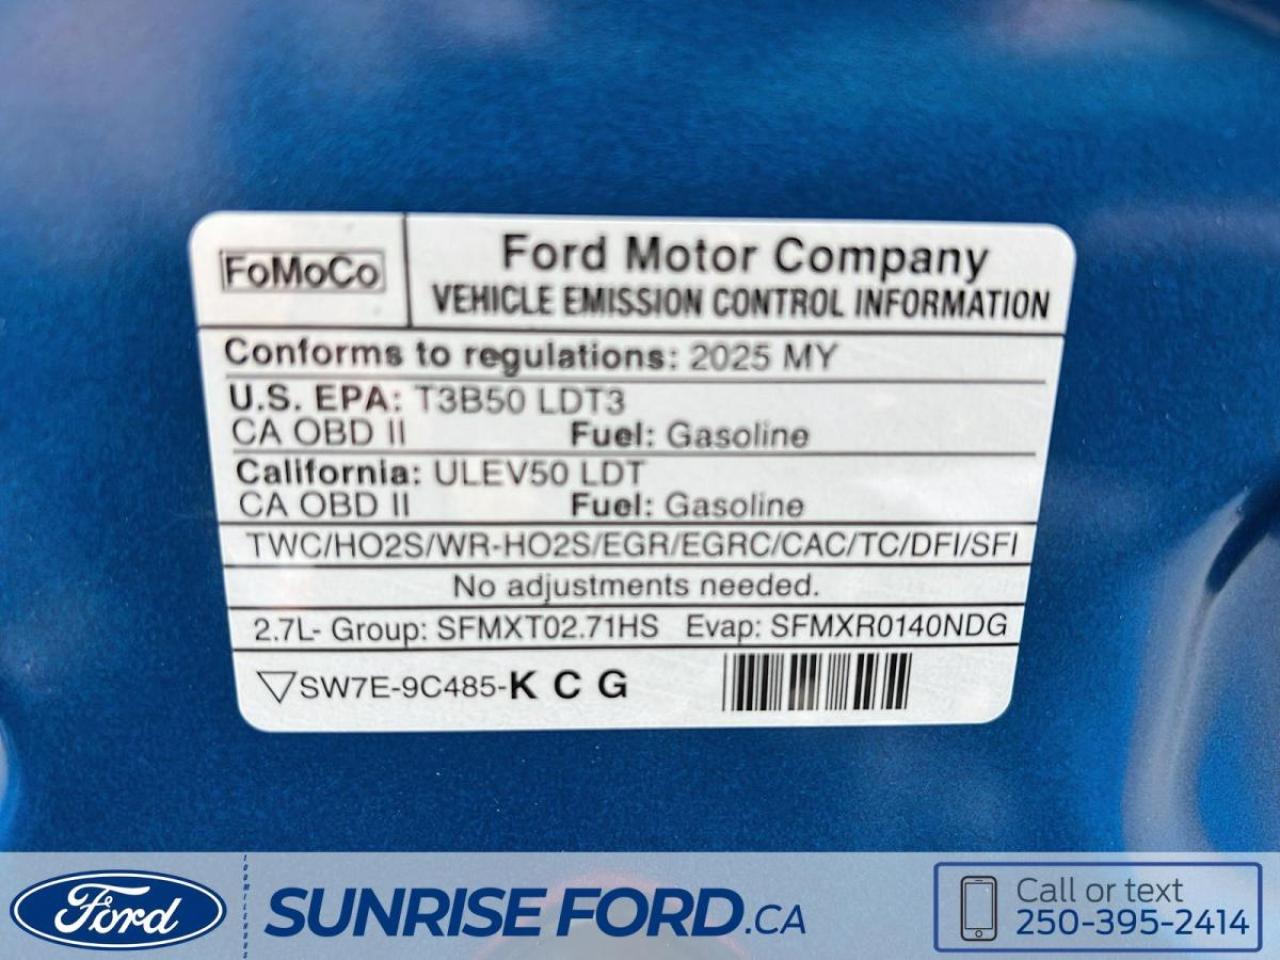 FoMoCo
Ford Motor Company
VEHICLE EMISSION CONTROL INFORMATION
Conforms to regulations: 2025 MY
U.S. EPA: T3B50 LDT3
CA OBD II Fuel: Gasoline
California: ULEV50 LDT
CA OBD II Fuel: Gasoline
TWC/HO2S/WR-HO2S/EGR/EGRC/CAC/TC/DFI/SFI
No adjustments needed.
2.7L- Group: SFMXT02.71HS Evap: SFMXR0140NDG
SW7E-9C485-K C G
Ford
SUNRISE FORD.CA
Call or text
250-395-2414